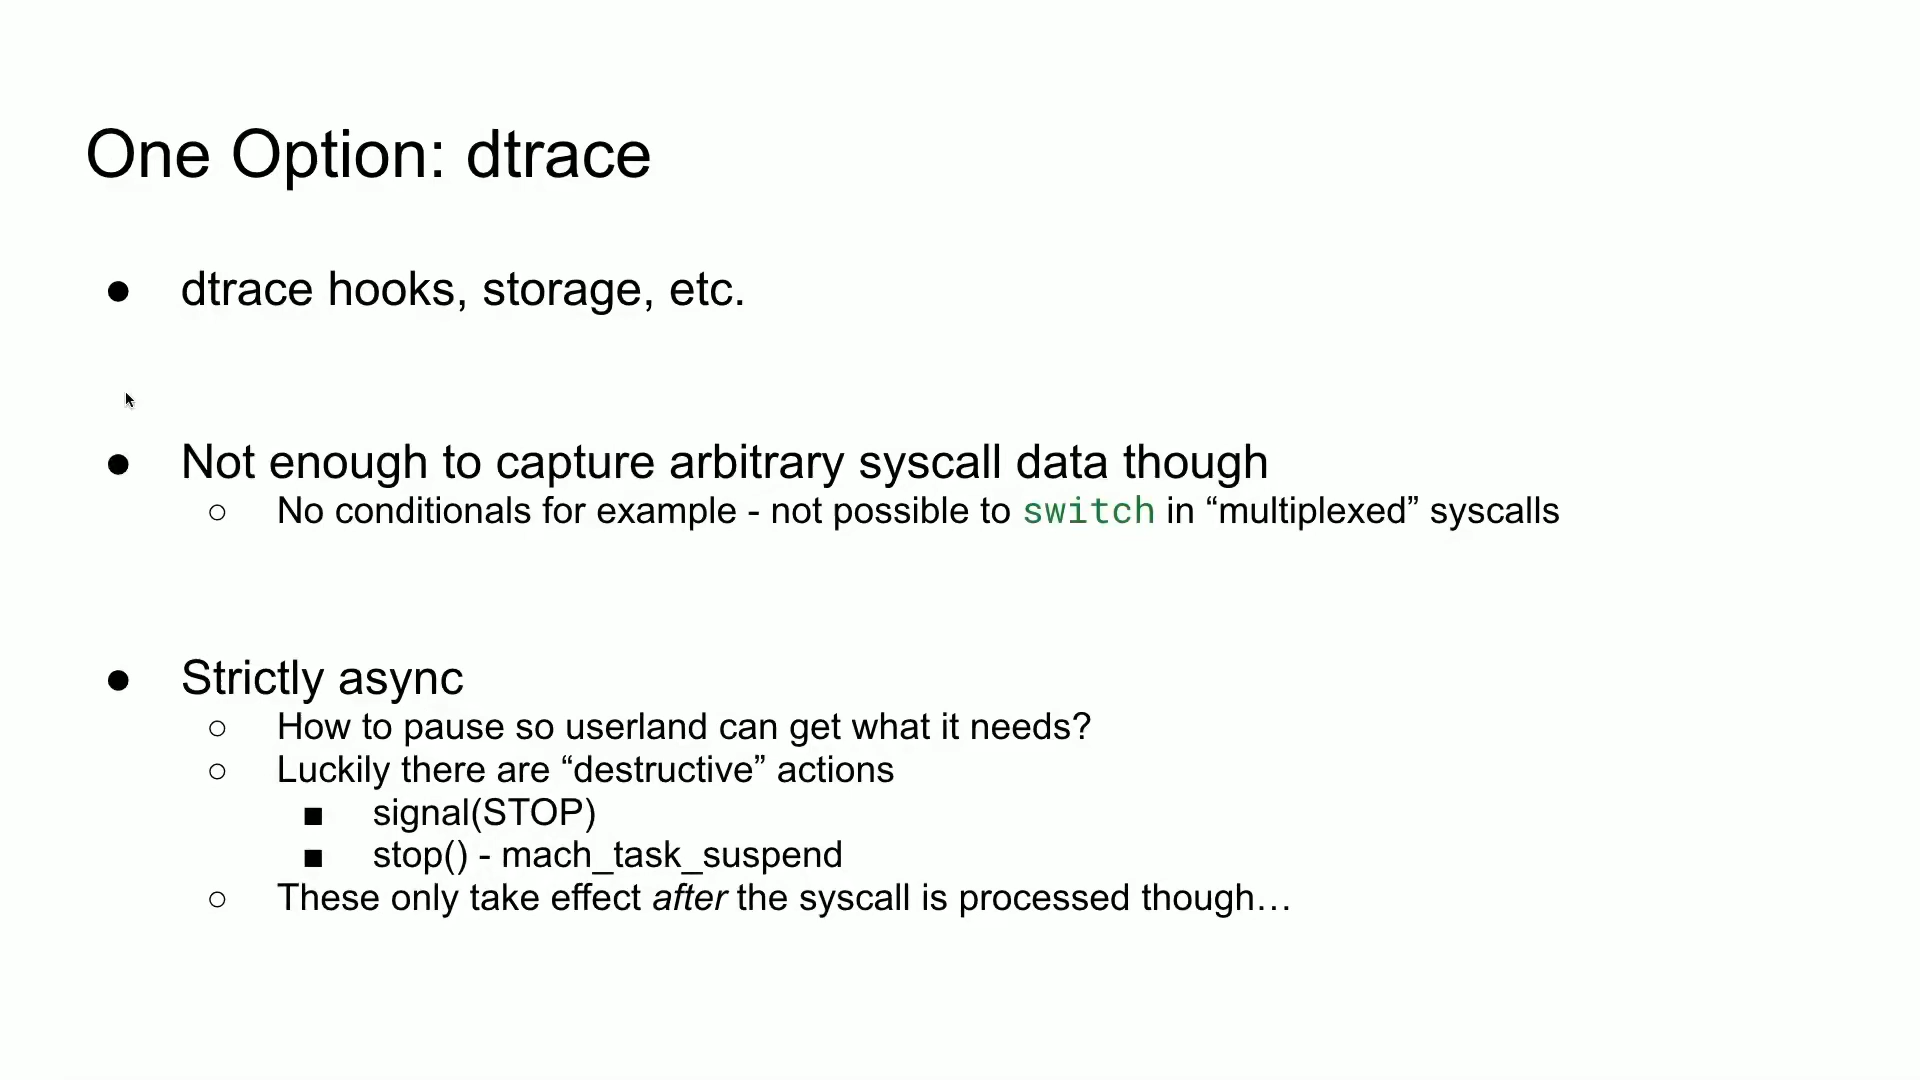 One Option: dtrace
● dtrace hooks, storage, etc.
● Not enough to capture arbitrary syscall data though
○ No conditionals for example - not possible to switch in “multiplexed” syscalls
● Strictly async
○ How to pause so userland can get what it needs?
○ Luckily there are “destructive” actions
■ signal(STOP)
■ stop() - mach_task_suspend
○ These only take effect after the syscall is processed though…